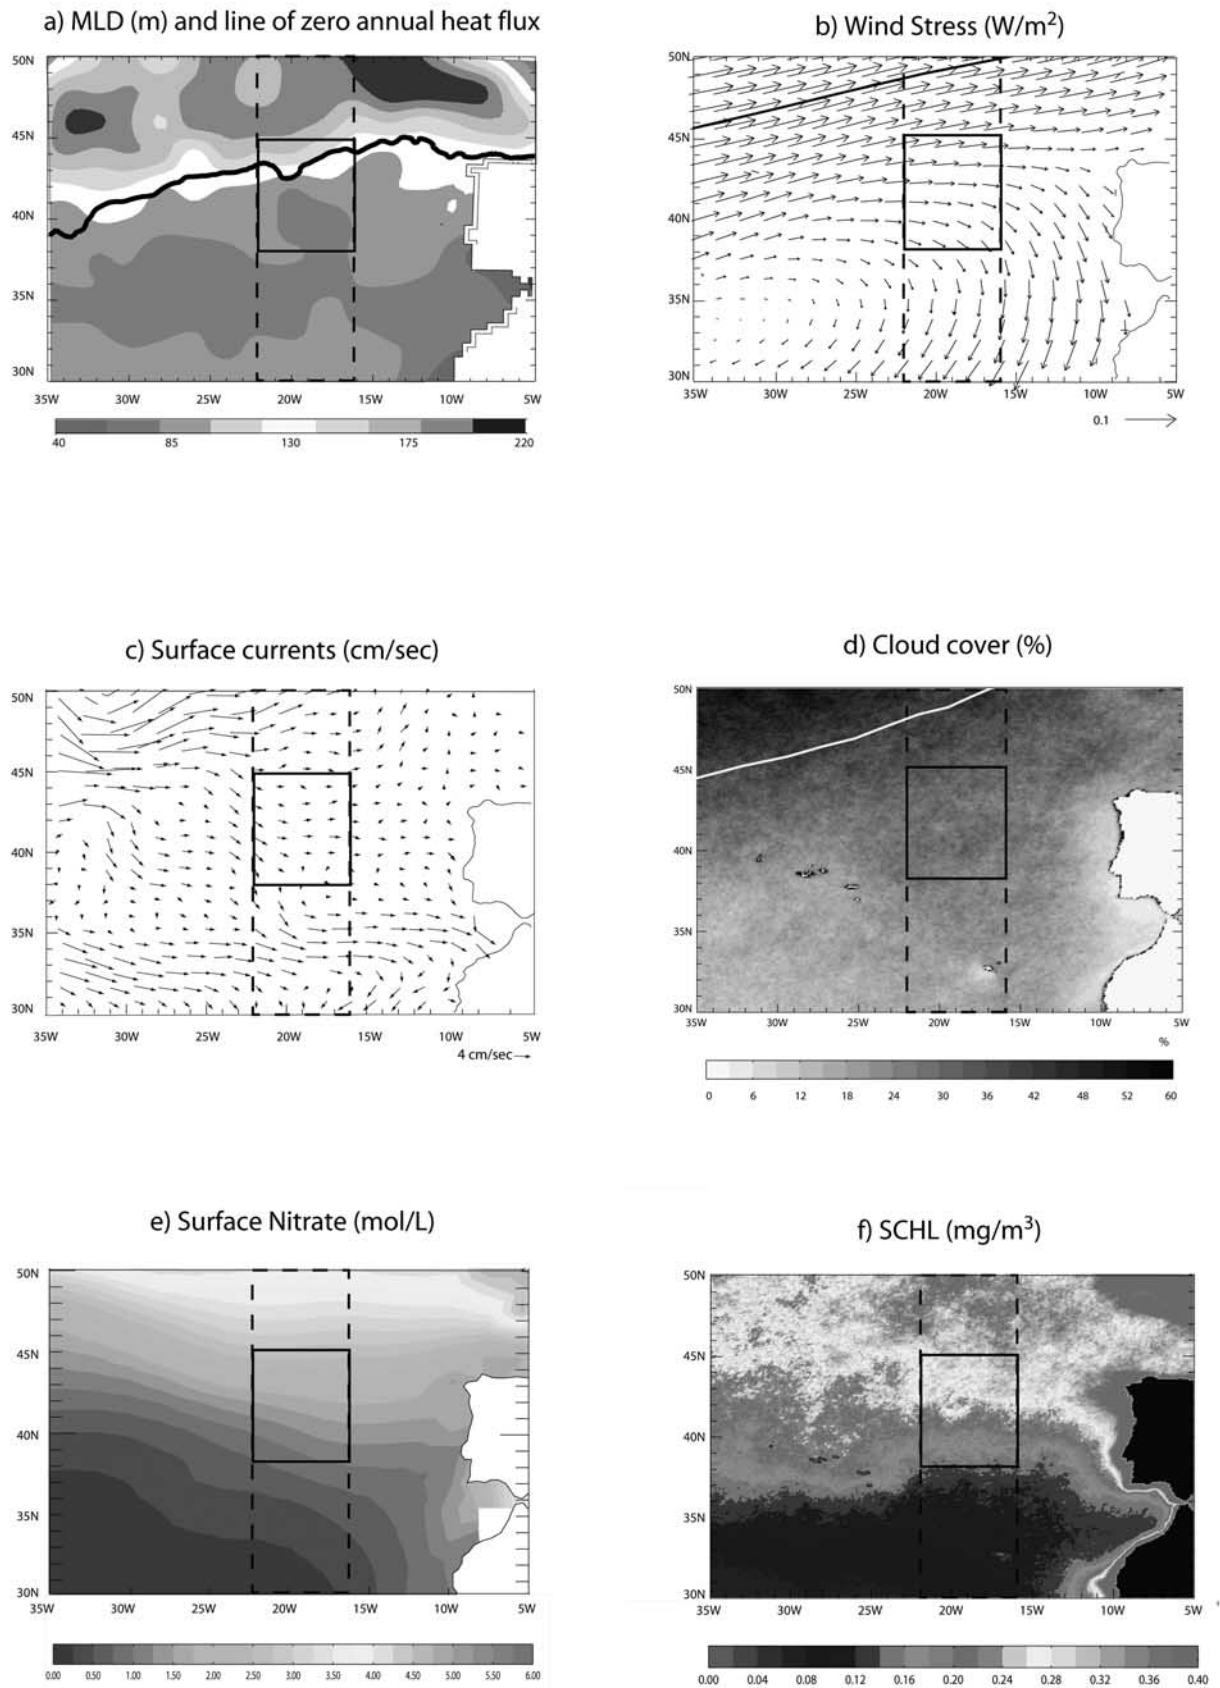 a) MLD (m) and line of zero annual heat flux
50N
45N
40N
35N
30N
35W 30W 25W 20W 15W 10W 5W
40 85 130 175 220
b) Wind Stress (W/m²)
50N
45N
40N
35N
30N
35W 30W 25W 20W 15W 10W 5W
0.1
c) Surface currents (cm/sec)
50N
45N
40N
35N
30N
35W 30W 25W 20W 15W 10W 5W
4 cm/sec
d) Cloud cover (%)
50N
45N
40N
35N
30N
35W 30W 25W 20W 15W 10W 5W
%
0 6 12 18 24 30 36 42 48 52 60
e) Surface Nitrate (mol/L)
50N
45N
40N
35N
30N
35W 30W 25W 20W 15W 10W 5W
0.00 0.50 1.00 1.50 2.00 2.50 3.00 3.50 4.00 4.50 5.00 5.50 6.00
f) SCHL (mg/m³)
50N
45N
40N
35N
30N
35W 30W 25W 20W 15W 10W 5W
0.00 0.04 0.08 0.12 0.16 0.20 0.24 0.28 0.32 0.36 0.40